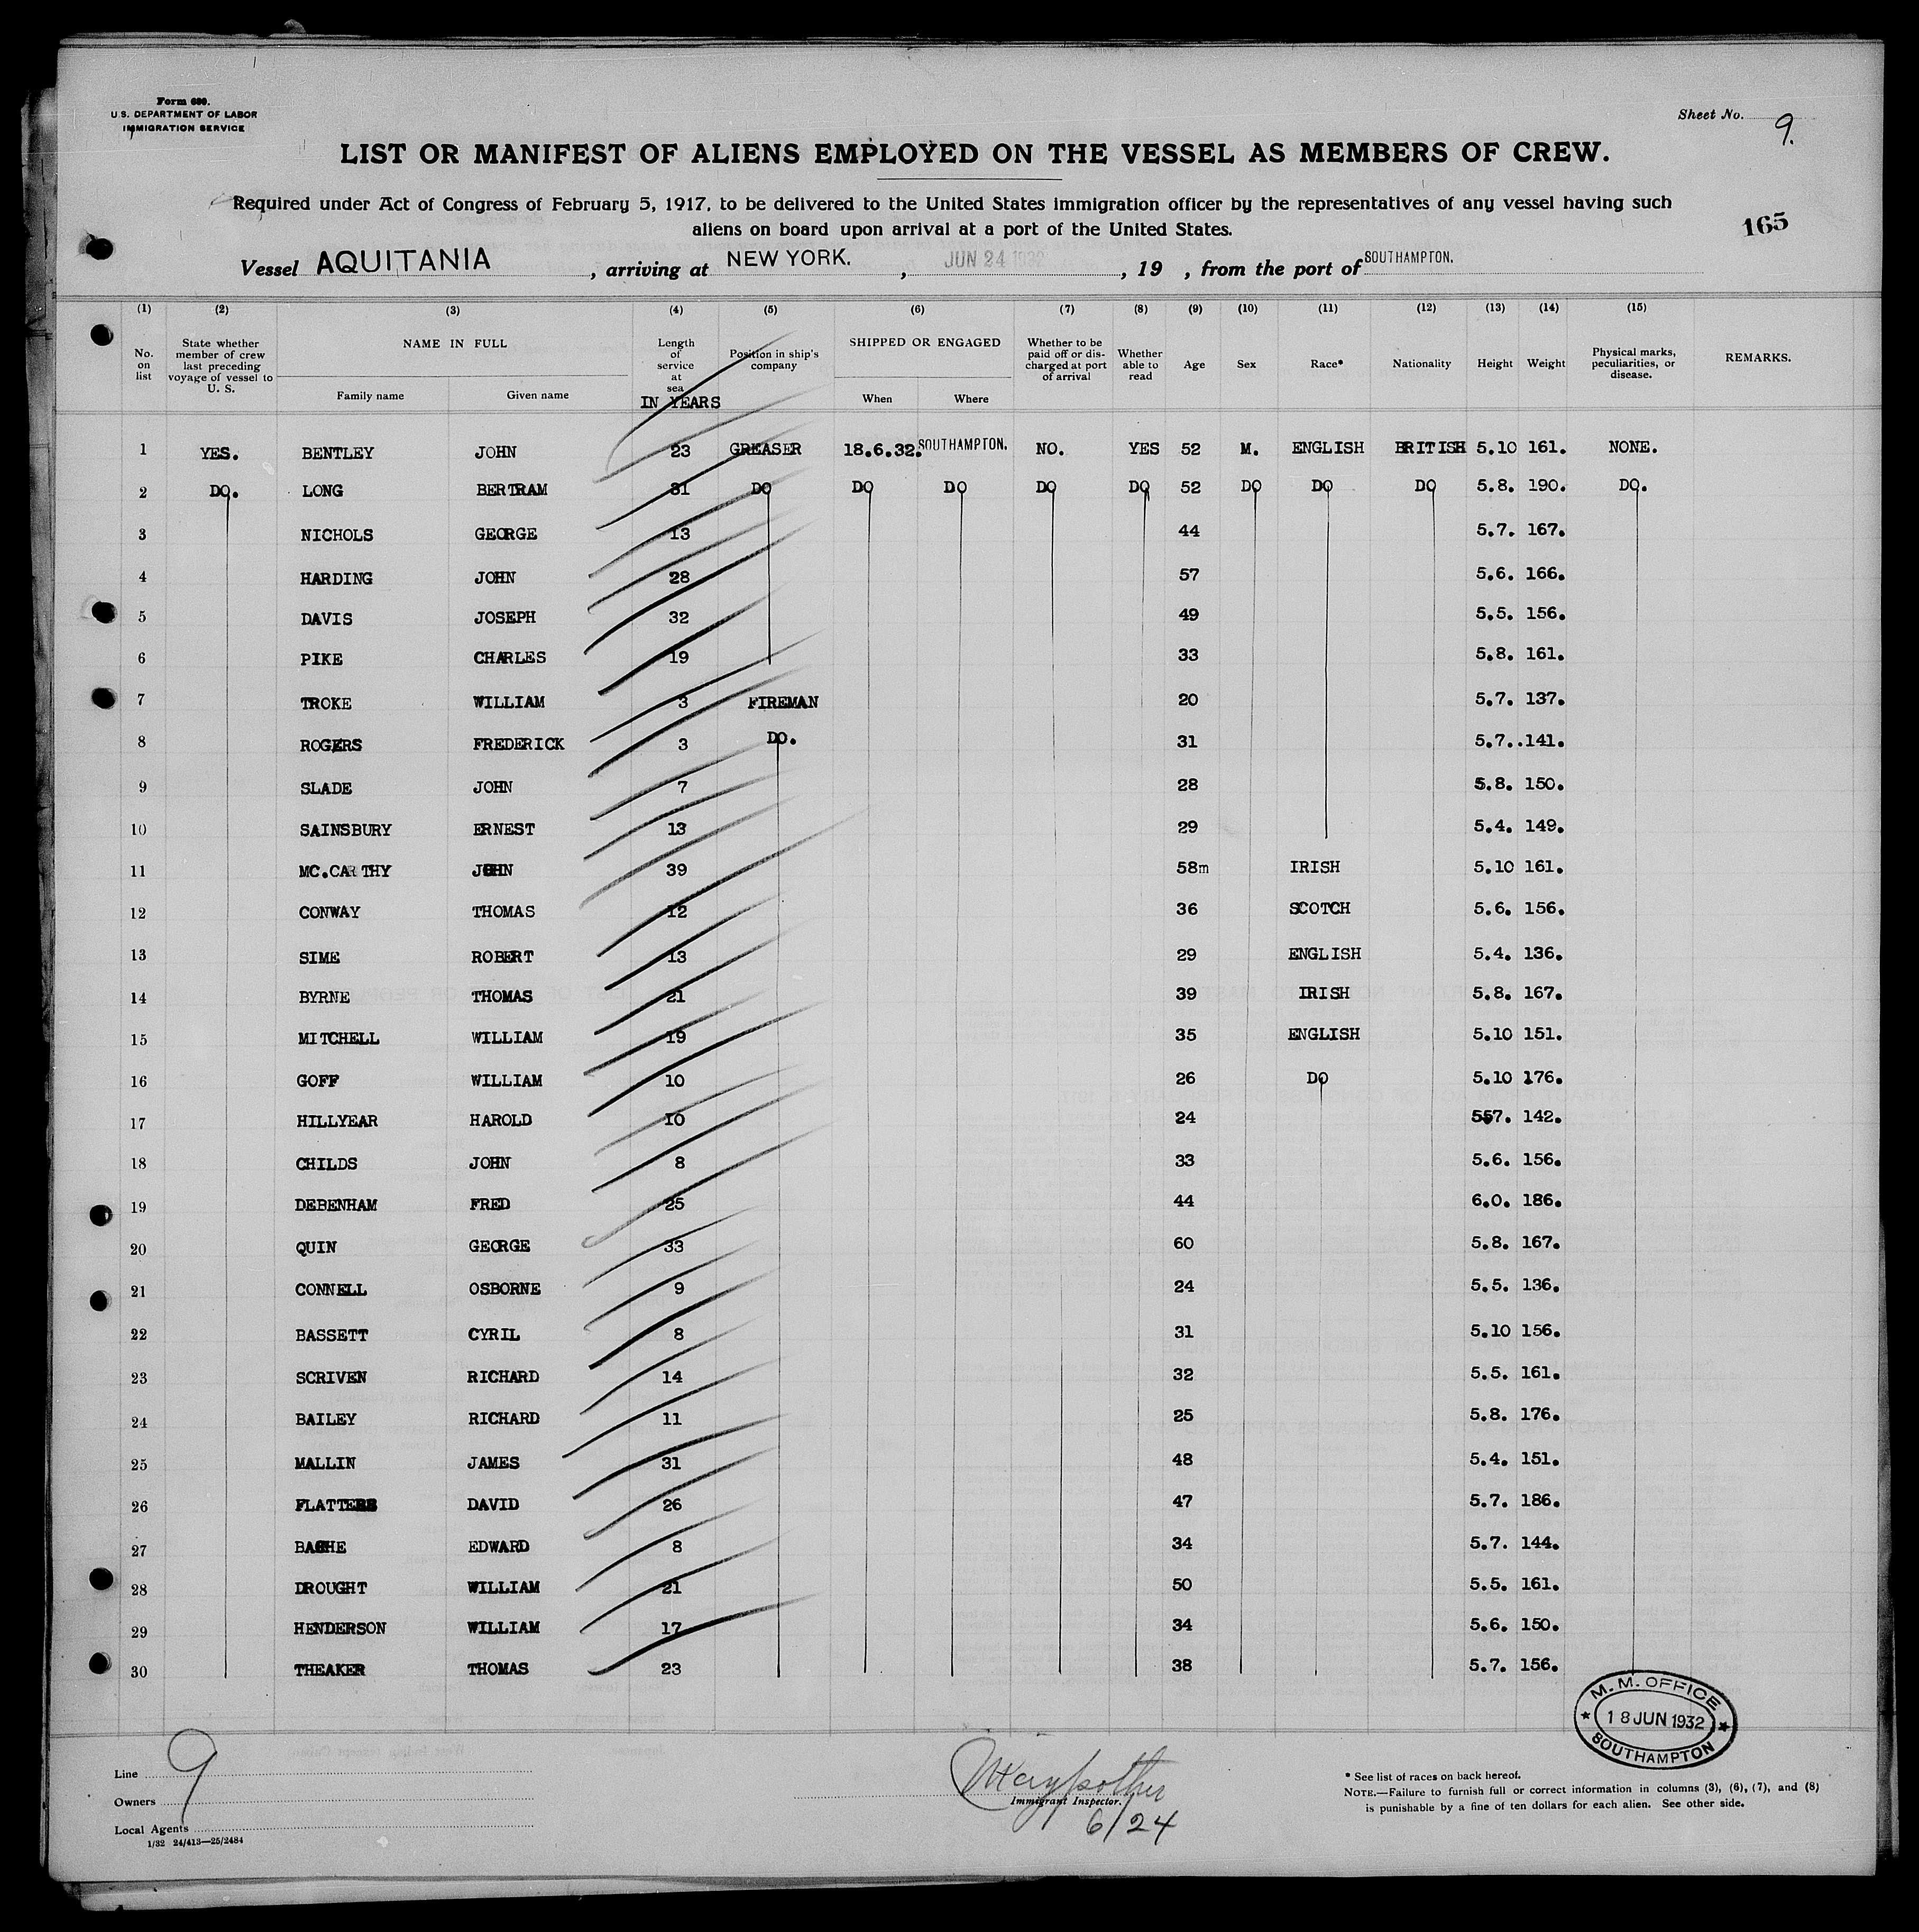 Form 680.
U.S. DEPARTMENT OF LABOR
IMMIGRATION SERVICE
Sheet No. 9.
LIST OR MANIFEST OF ALIENS EMPLOYED ON THE VESSEL AS MEMBERS OF CREW.
Required under Act of Congress of February 5, 1917, to be delivered to the United States immigration officer by the representatives of any vessel having such
aliens on board upon arrival at a port of the United States.
165
Vessel AQUITANIA, arriving at NEW YORK., JUN 24 1932, 19 , from the port of SOUTHAMPTON.
(1) (2) (3) (4) (5) (6) (7) (8) (9) (10) (11) (12) (13) (14) (15)
No. on list State whether member of crew last preceding voyage of vessel to U. S. NAME IN FULL Length of service at sea IN YEARS Position in ship's company SHIPPED OR ENGAGED Whether to be paid off or discharged at port of arrival Whether able to read Age Sex Race* Nationality Height Weight Physical marks, peculiarities, or disease. REMARKS.
Family name Given name When Where
1 YES. BENTLEY JOHN 23 GREASER 18.6.32. SOUTHAMPTON. NO. YES 52 M. ENGLISH BRITISH 5.10 161. NONE.
2 DO. LONG BERTRAM 31 DO DO DO DO DO 52 DO DO DO 5.8. 190. DO.
3 NICHOLS GEORGE 13 44 5.7. 167.
4 HARDING JOHN 28 57 5.6. 166.
5 DAVIS JOSEPH 32 49 5.5. 156.
6 PIKE CHARLES 19 33 5.8. 161.
7 TROKE WILLIAM 3 FIREMAN 20 5.7. 137.
8 ROGERS FREDERICK 3 DO. 31 5.7..141.
9 SLADE JOHN 7 28 5.8. 150.
10 SAINSBURY ERNEST 13 29 5.4. 149.
11 MC.CARTHY JOHN 39 58m IRISH 5.10 161.
12 CONWAY THOMAS 12 36 SCOTCH 5.6. 156.
13 SIME ROBERT 13 29 ENGLISH 5.4. 136.
14 BYRNE THOMAS 21 39 IRISH 5.8. 167.
15 MITCHELL WILLIAM 19 35 ENGLISH 5.10 151.
16 GOFF WILLIAM 10 26 DO 5.10 176.
17 HILLYEAR HAROLD 10 24 557. 142.
18 CHILDS JOHN 8 33 5.6. 156.
19 DEBENHAM FRED 25 44 6.0. 186.
20 QUIN GEORGE 33 60 5.8. 167.
21 CONNELL OSBORNE 9 24 5.5. 136.
22 BASSETT CYRIL 8 31 5.10 156.
23 SCRIVEN RICHARD 14 32 5.5. 161.
24 BAILEY RICHARD 11 25 5.8. 176.
25 MALLIN JAMES 31 48 5.4. 151.
26 FLATTERS DAVID 26 47 5.7. 186.
27 BACHE EDWARD 8 34 5.7. 144.
28 DROUGHT WILLIAM 21 50 5.5. 161.
29 HENDERSON WILLIAM 17 34 5.6. 150.
30 THEAKER THOMAS 23 38 5.7. 156.
M. M. OFFICE
18 JUN 1932
SOUTHAMPTON
Line
Owners
Local Agents
9
1/32 24/413—25/2484
Immigrant Inspector.
6/24
* See list of races on back hereof.
NOTE.—Failure to furnish full or correct information in columns (3), (6), (7), and (8)
is punishable by a fine of ten dollars for each alien. See other side.